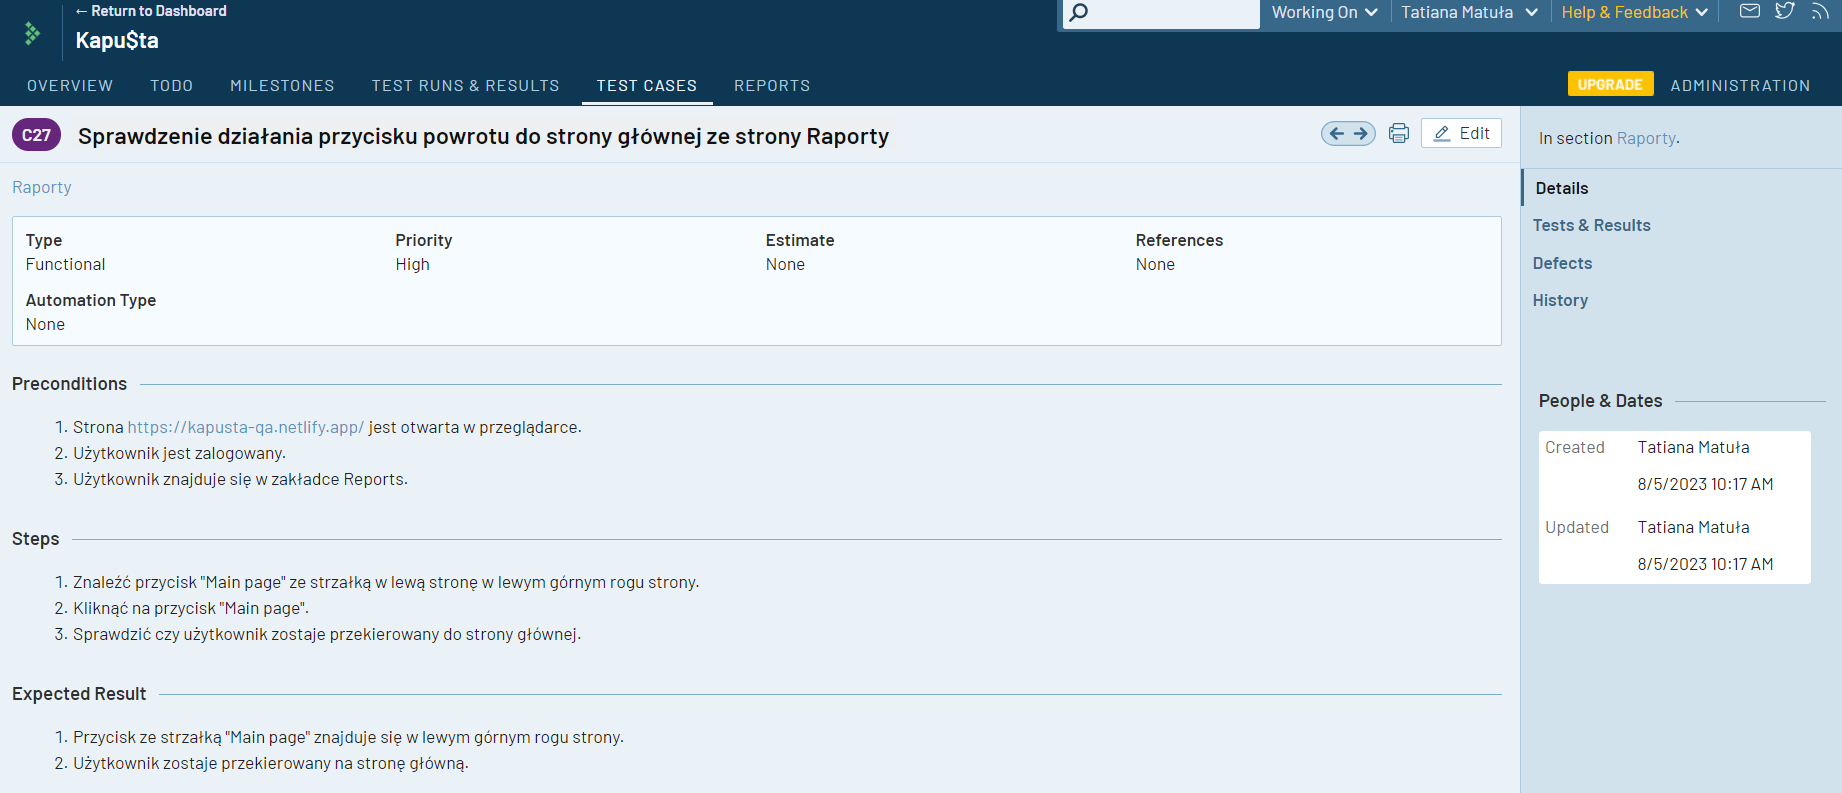 ← Return to Dashboard
Kapu$ta
Working On
Tatiana Matuła
Help & Feedback
OVERVIEW
TODO
MILESTONES
TEST RUNS & RESULTS
TEST CASES
REPORTS
UPGRADE
ADMINISTRATION
C27
Sprawdzenie działania przycisku powrotu do strony głównej ze strony Raporty
Edit
Raporty
Type
Functional
Priority
High
Estimate
None
References
None
Automation Type
None
Preconditions
1. Strona https://kapusta-qa.netlify.app/ jest otwarta w przeglądarce.
2. Użytkownik jest zalogowany.
3. Użytkownik znajduje się w zakładce Reports.
Steps
1. Znaleźć przycisk "Main page" ze strzałką w lewą stronę w lewym górnym rogu strony.
2. Kliknąć na przycisk "Main page".
3. Sprawdzić czy użytkownik zostaje przekierowany do strony głównej.
Expected Result
1. Przycisk ze strzałką "Main page" znajduje się w lewym górnym rogu strony.
2. Użytkownik zostaje przekierowany na stronę główną.
In section Raporty.
Details
Tests & Results
Defects
History
People & Dates
Created
Tatiana Matuła
8/5/2023 10:17 AM
Updated
Tatiana Matuła
8/5/2023 10:17 AM